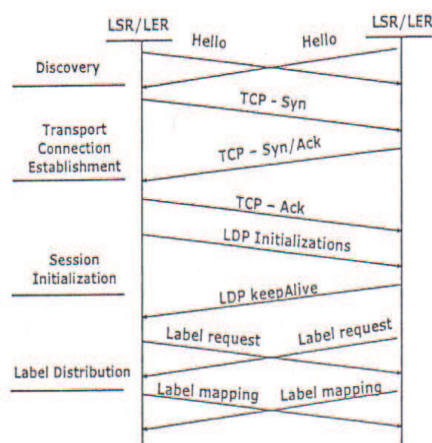 LSR/LER
LSR/LER
Hello
Hello
Discovery
TCP - Syn
Transport
Connection
Establishment
TCP - Syn/Ack
TCP - Ack
LDP Initializations
Session
Initialization
LDP keepAlive
Label request
Label request
Label Distribution
Label mapping
Label mapping